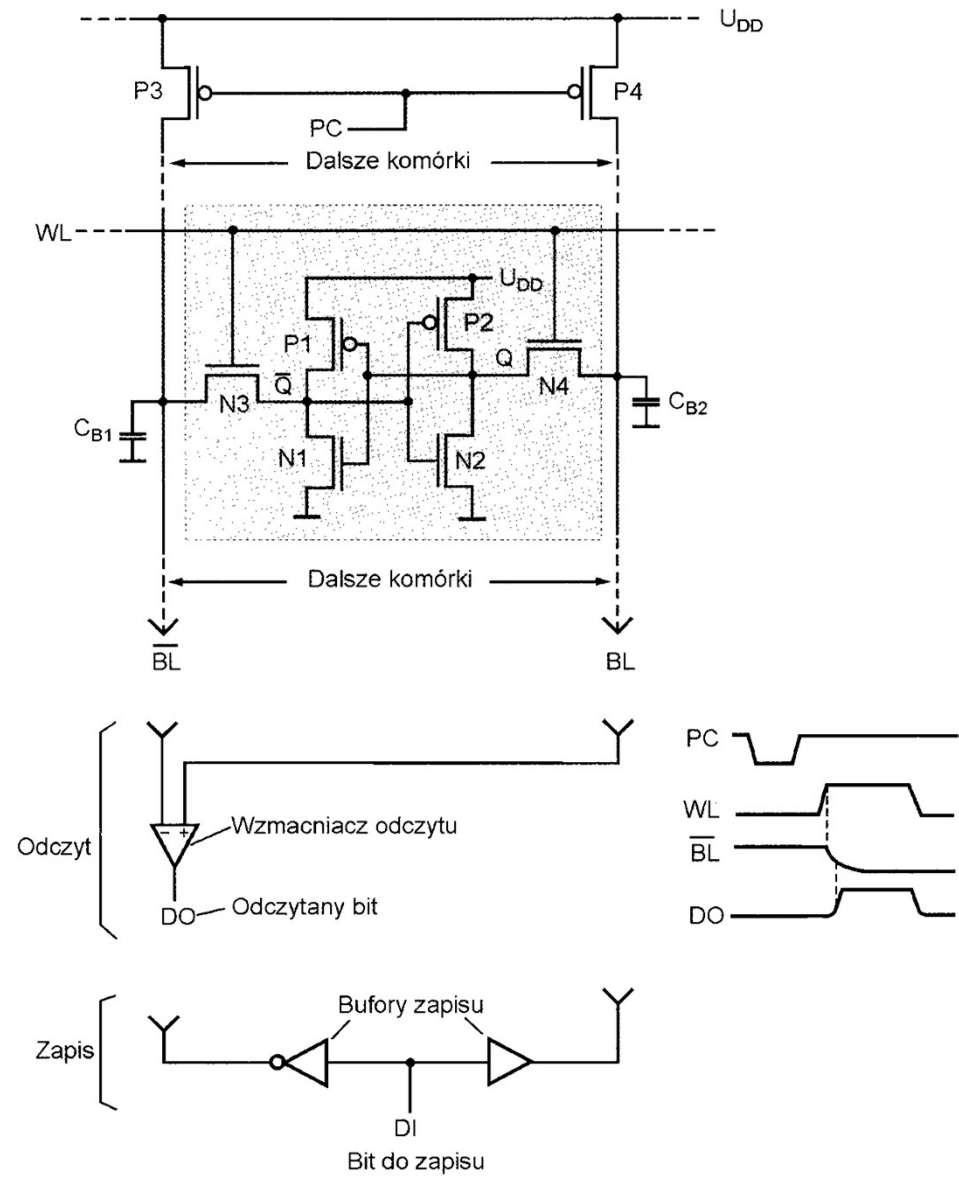 U_DD
P3
P4
PC
Dalsze komórki
WL
U_DD
P1
P2
Q̅
Q
N3
N4
C_B1
C_B2
N1
N2
Dalsze komórki
B̅L̅
BL
Odczyt
− +
Wzmacniacz odczytu
DO
Odczytany bit
PC
WL
B̅L̅
DO
Zapis
Bufory zapisu
DI
Bit do zapisu